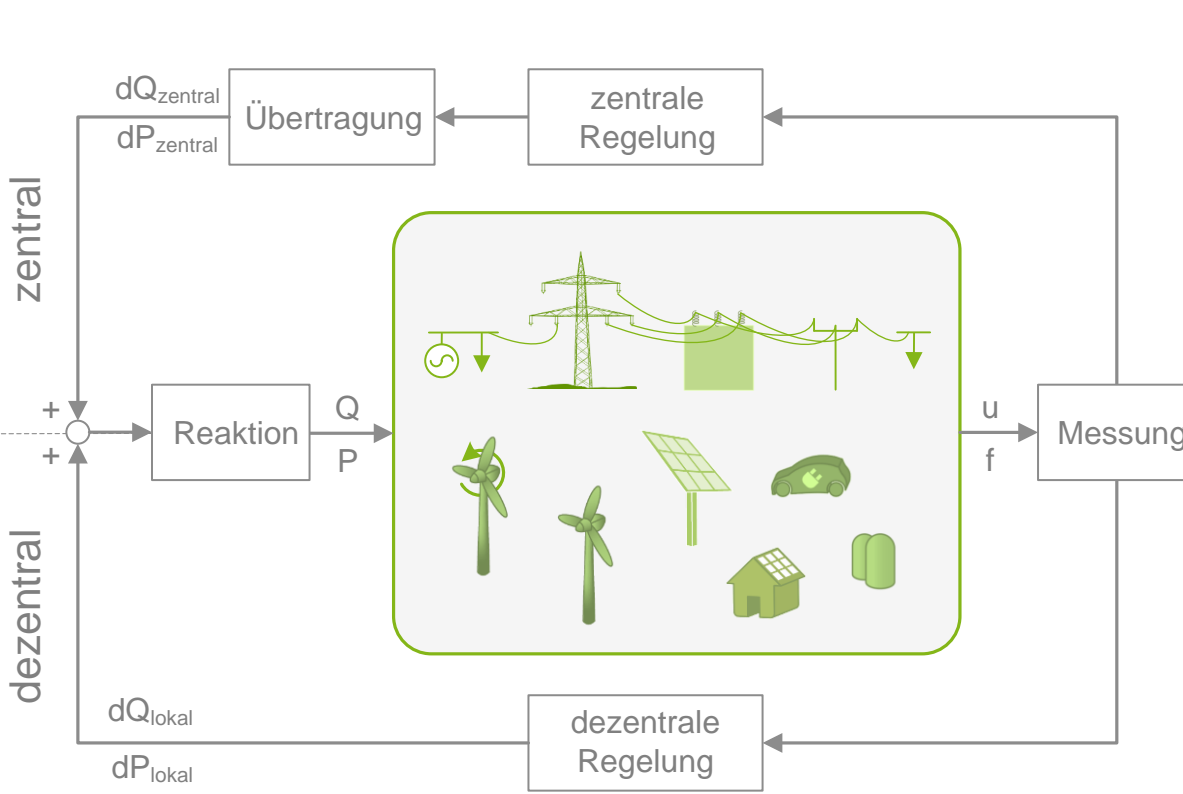 dQzentral
dPzentral
Übertragung
zentrale
Regelung
zentral
+
+
Reaktion
Q
P
u
f
Messung
dezentral
dQlokal
dPlokal
dezentrale
Regelung